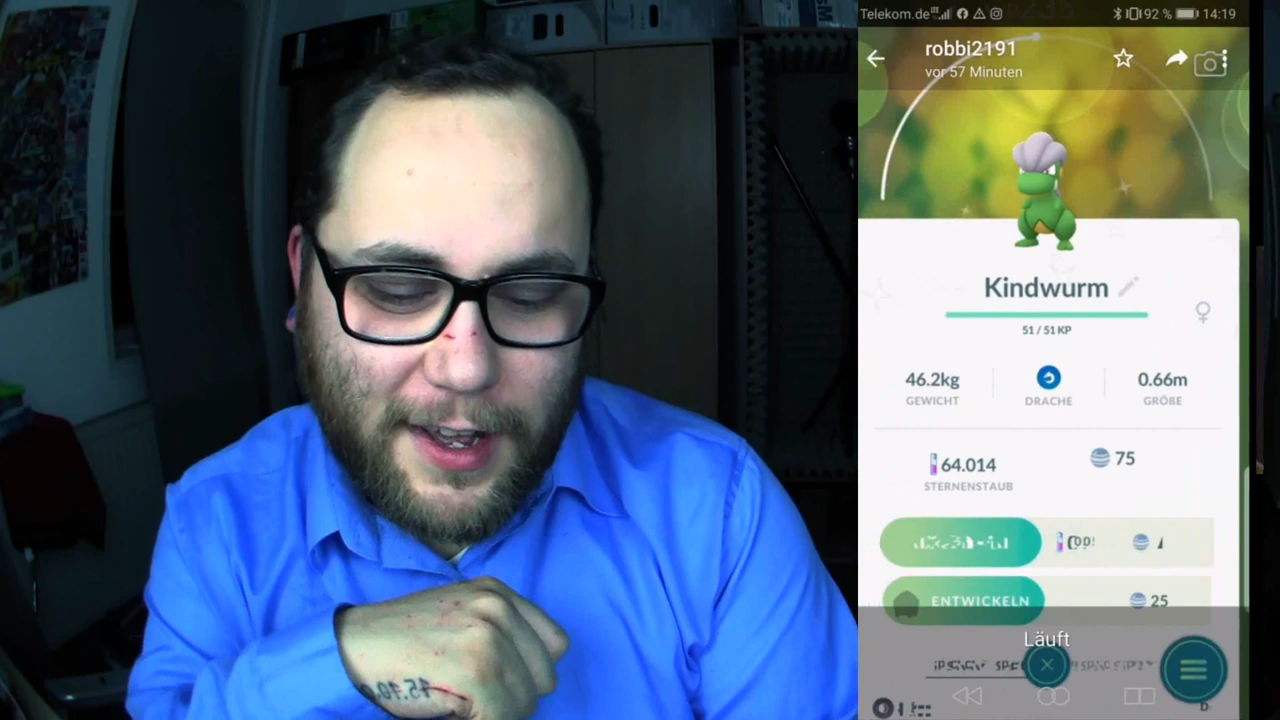 Telekom.de
92 %
14:19
robbi2191
vor 57 Minuten
Kindwurm
51 / 51 KP
46.2kg
GEWICHT
DRACHE
0.66m
GRÖßE
64.014
STERNENSTAUB
75
ENTWICKELN
25
Läuft